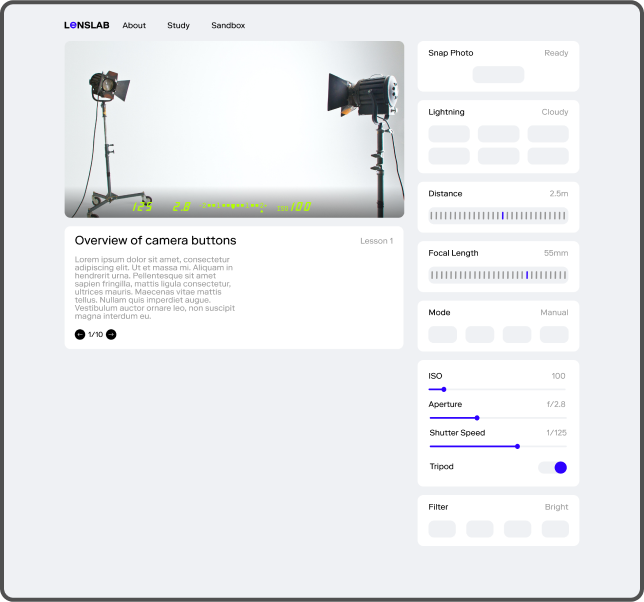 LeNSLAB About Study Sandbox
125 2.8 ISO 100
Overview of camera buttons Lesson 1
Lorem ipsum dolor sit amet, consectetur
adipiscing elit. Ut et massa mi. Aliquam in
hendrerit urna. Pellentesque sit amet
sapien fringilla, mattis ligula consectetur,
ultrices mauris. Maecenas vitae mattis
tellus. Nullam quis imperdiet augue.
Vestibulum auctor ornare leo, non suscipit
magna interdum eu.
← 1/10 →
Snap Photo Ready
Lightning Cloudy
Distance 2.5m
Focal Length 55mm
Mode Manual
ISO 100
Aperture f/2.8
Shutter Speed 1/125
Tripod
Filter Bright